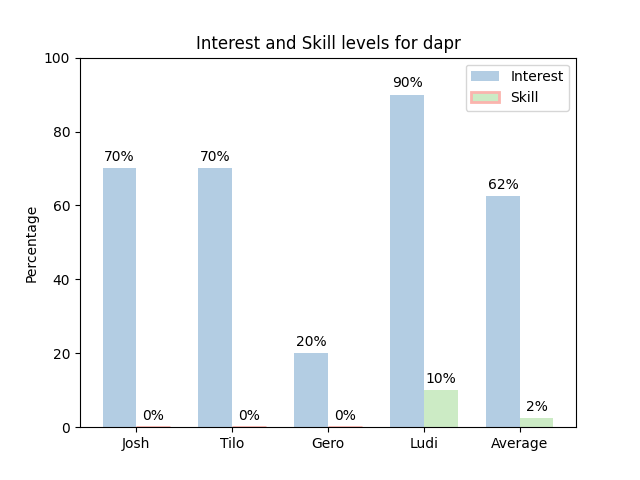 Interest and Skill levels for dapr
Interest
Skill
Percentage
100
80
60
40
20
0
70%
0%
70%
0%
20%
0%
90%
10%
62%
2%
Josh
Tilo
Gero
Ludi
Average